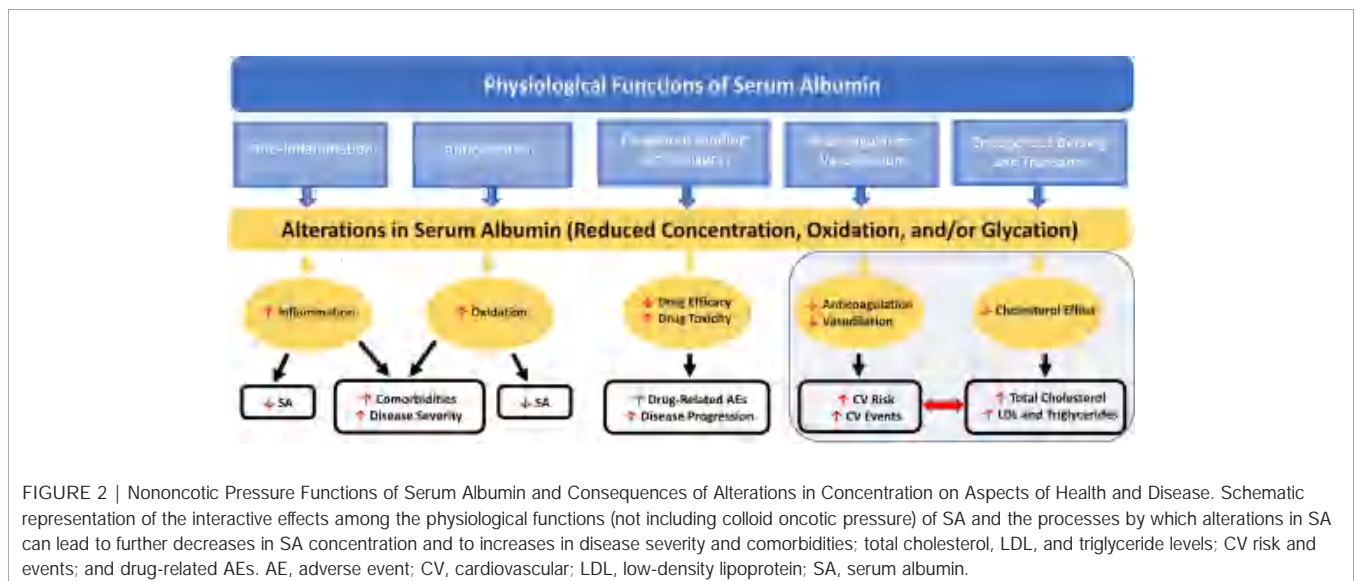 Physiological Functions of Serum Albumin
Alterations in Serum Albumin (Reduced Concentration, Oxidation, and/or Glycation)
↑ Inflammation
↑ Oxidation
↓ Drug Efficacy
↑ Drug Toxicity
↓ Anticoagulation
↓ Vasodilation
↓ Cholesterol Efflux
↓ SA
↑ Comorbidities
↑ Disease Severity
↓ SA
↑ Drug-Related AEs
↑ Disease Progression
↑ CV Risk
↑ CV Events
↑ Total Cholesterol
↑ LDL and Triglycerides
FIGURE 2 | Nononcotic Pressure Functions of Serum Albumin and Consequences of Alterations in Concentration on Aspects of Health and Disease. Schematic
representation of the interactive effects among the physiological functions (not including colloid oncotic pressure) of SA and the processes by which alterations in SA
can lead to further decreases in SA concentration and to increases in disease severity and comorbidities; total cholesterol, LDL, and triglyceride levels; CV risk and
events; and drug-related AEs. AE, adverse event; CV, cardiovascular; LDL, low-density lipoprotein; SA, serum albumin.